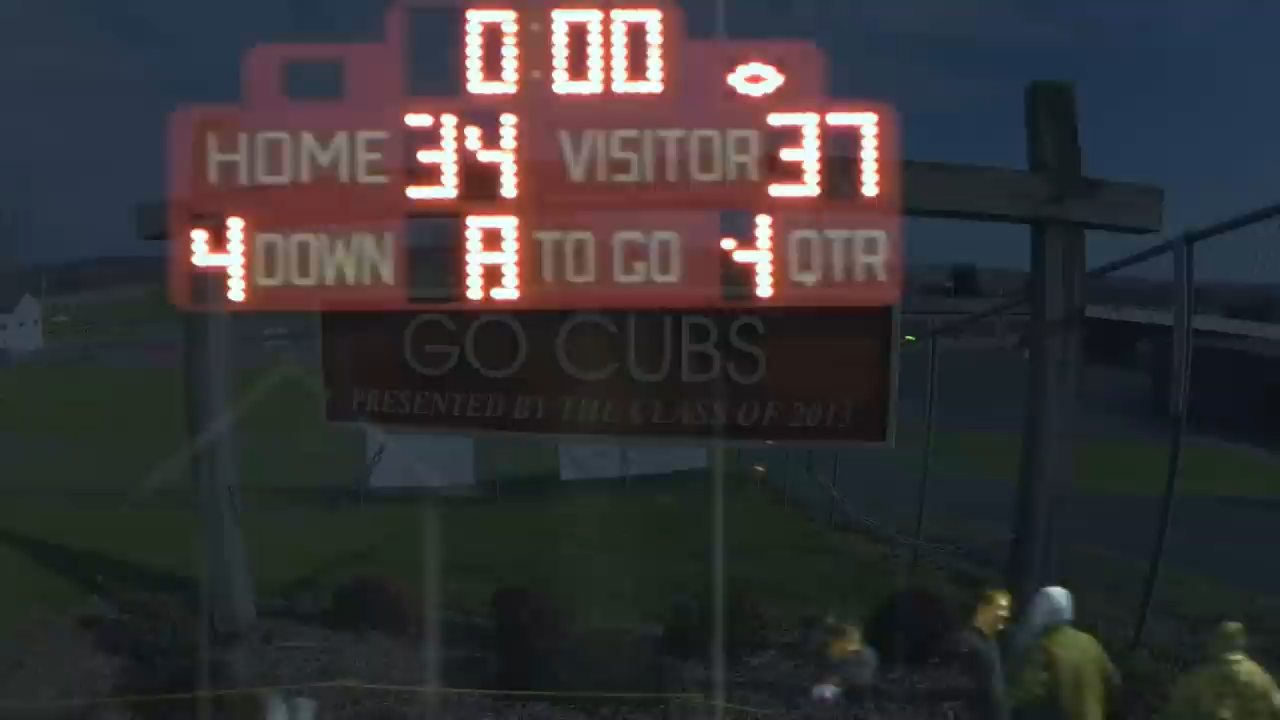 0:00
HOME 34 VISITOR 37
4 DOWN 8 TO GO 4 QTR
GO CUBS
PRESENTED BY THE CLASS OF 2013